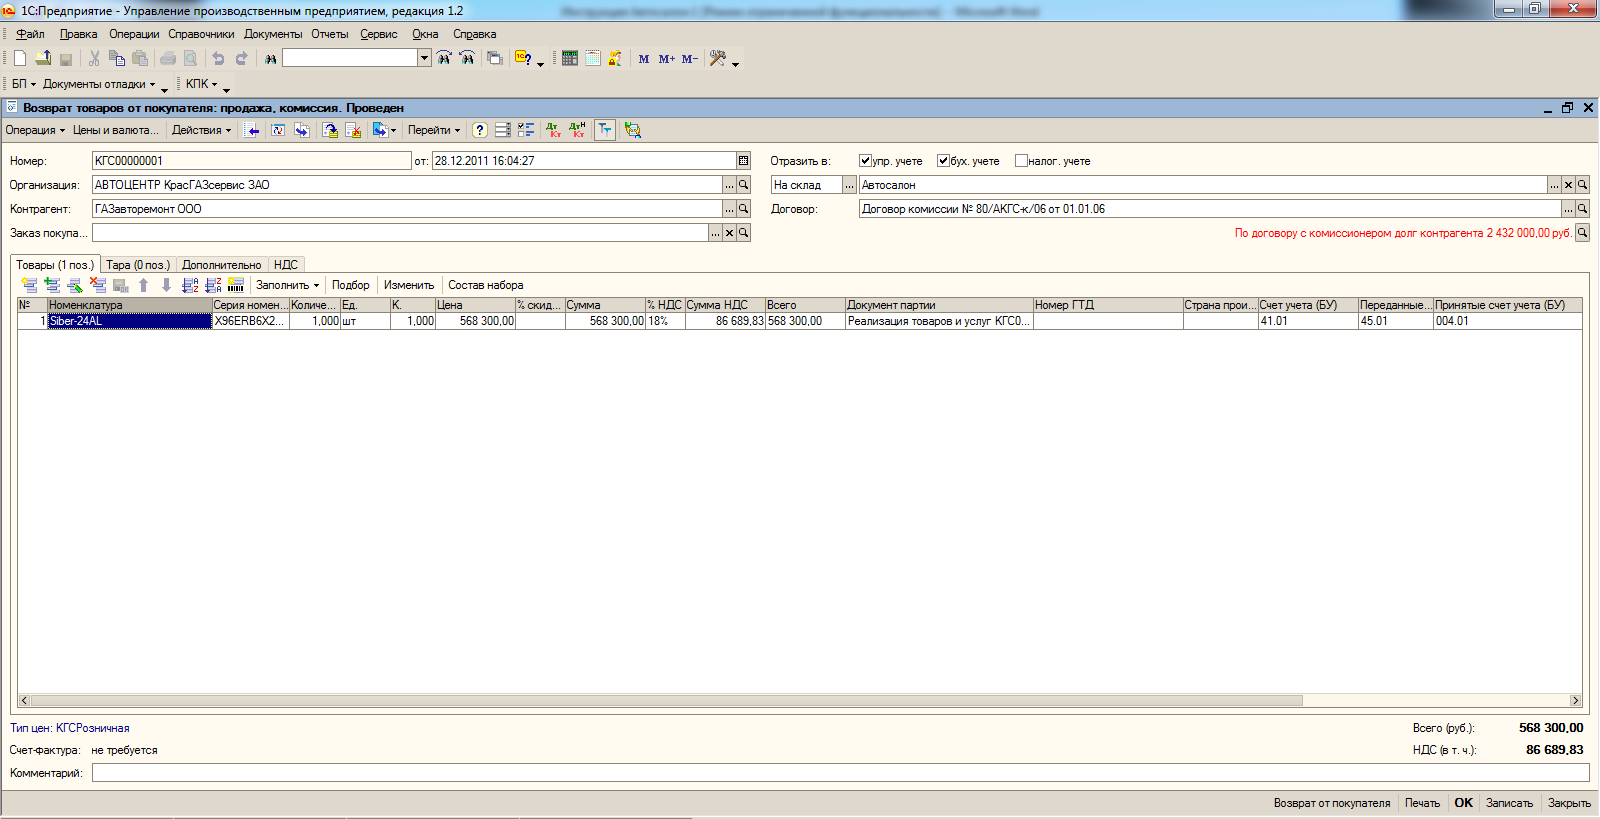 1С:Предприятие - Управление производственным предприятием, редакция 1.2
Файл Правка Операции Справочники Документы Отчеты Сервис Окна Справка
M M+ M-
БП Документы отладки КПК
Возврат товаров от покупателя: продажа, комиссия. Проведен
Операция Цены и валюта... Действия Перейти
Номер: КГС00000001 от: 28.12.2011 16:04:27 Отразить в: упр. учете бух. учете налог. учете
Организация: АВТОЦЕНТР КрасГАЗсервис ЗАО На склад ... Автосалон
Контрагент: ГАЗавторемонт ООО Договор: Договор комиссии № 80/АКГС-к/06 от 01.01.06
Заказ покупа... По договору с комиссионером долг контрагента 2 432 000,00 руб.
Товары (1 поз.) Тара (0 поз.) Дополнительно НДС
Заполнить Подбор Изменить Состав набора
№ Номенклатура Серия номен... Количе... Ед. К. Цена % скид... Сумма % НДС Сумма НДС Всего Документ партии Номер ГТД Страна прои... Счет учета (БУ) Переданные... Принятые счет учета (БУ)
1 Siber-24AL X96ERB6X2... 1,000 шт 1,000 568 300,00 568 300,00 18% 86 689,83 568 300,00 Реализация товаров и услуг КГС0... 41.01 45.01 004.01
Тип цен: КГСРозничная Всего (руб.): 568 300,00
Счет-фактура: не требуется НДС (в т. ч.): 86 689,83
Комментарий:
Возврат от покупателя Печать OK Записать Закрыть